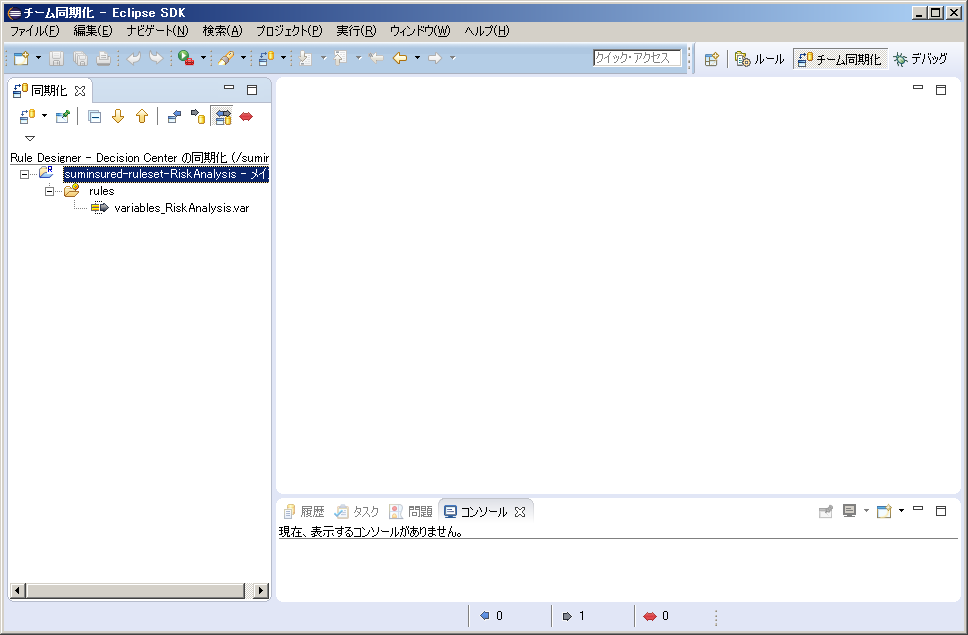 チーム同期化 - Eclipse SDK
ファイル(F) 編集(E) ナビゲート(N) 検索(A) プロジェクト(P) 実行(R) ウィンドウ(W) ヘルプ(H)
クイック・アクセス ルール チーム同期化 デバッグ
同期化
Rule Designer - Decision Center の同期化 (/sumin
suminsured-ruleset-RiskAnalysis - メイ
rules
variables_RiskAnalysis.var
履歴 タスク 問題 コンソール
現在、表示するコンソールがありません。
0 1 0